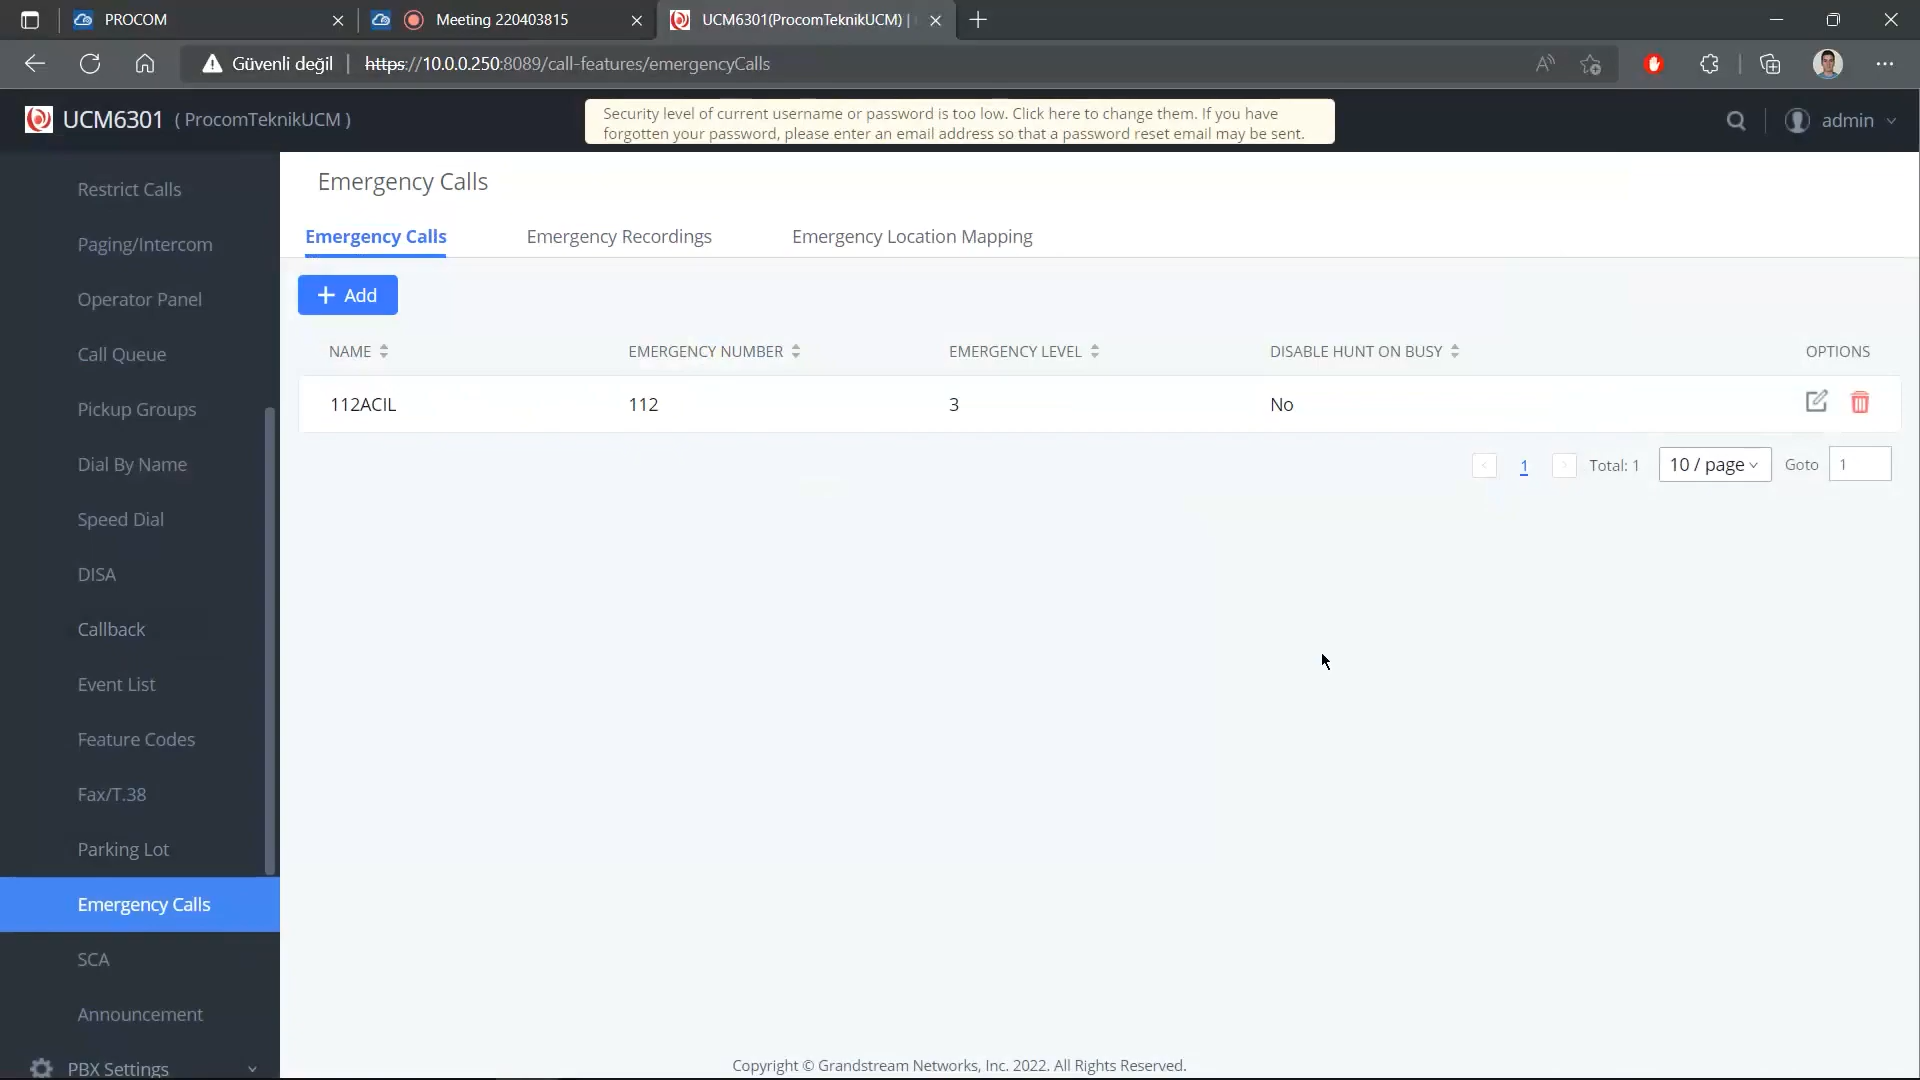 PROCOM
Meeting 220403815
UCM6301(ProcomTeknikUCM) |
Güvenli değil
https://10.0.0.250:8089/call-features/emergencyCalls
UCM6301 ( ProcomTeknikUCM )
Security level of current username or password is too low. Click here to change them. If you have
forgotten your password, please enter an email address so that a password reset email may be sent.
admin
Restrict Calls
Paging/Intercom
Operator Panel
Call Queue
Pickup Groups
Dial By Name
Speed Dial
DISA
Callback
Event List
Feature Codes
Fax/T.38
Parking Lot
Emergency Calls
SCA
Announcement
PBX Settings
Emergency Calls
Emergency Calls Emergency Recordings Emergency Location Mapping
+ Add
NAME EMERGENCY NUMBER EMERGENCY LEVEL DISABLE HUNT ON BUSY OPTIONS
112ACIL 112 3 No
< 1 > Total: 1 10 / page Goto 1
Copyright © Grandstream Networks, Inc. 2022. All Rights Reserved.